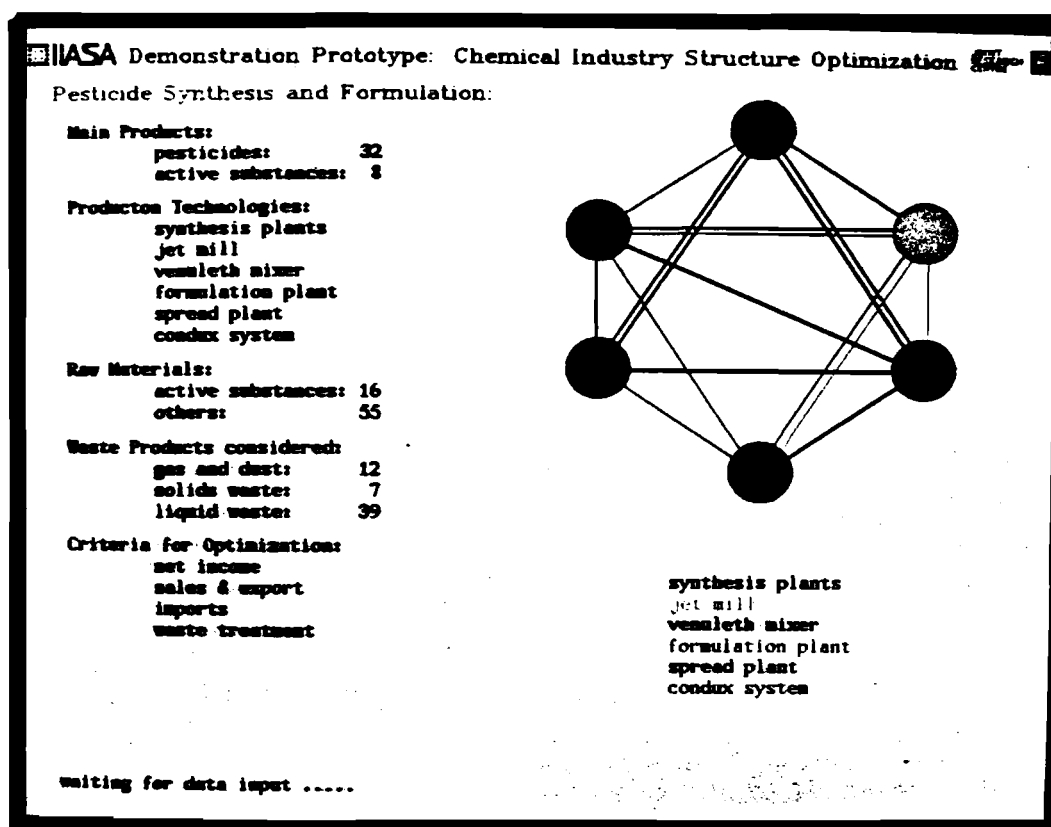 IIASA Demonstration Prototype: Chemical Industry Structure Optimization
Pesticide Synthesis and Formulation:
Main Products:
pesticides: 32
active substances: 8
Producton Technologies:
synthesis plants
jet mill
venuleth mixer
formulation plant
spread plant
condux system
Raw Materials:
active substances: 16
others: 55
Waste Products considered:
gas and dust: 12
solids waste: 7
liquid waste: 39
Criteria for Optimization:
net income
sales & export
imports
waste treatment
synthesis plants
jet mill
venuleth mixer
formulation plant
spread plant
condux system
waiting for data input .....